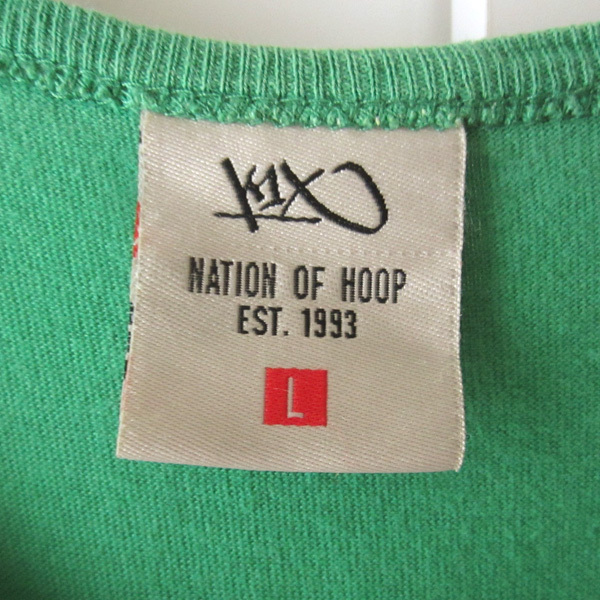 K1X
NATION OF HOOP
EST. 1993
L